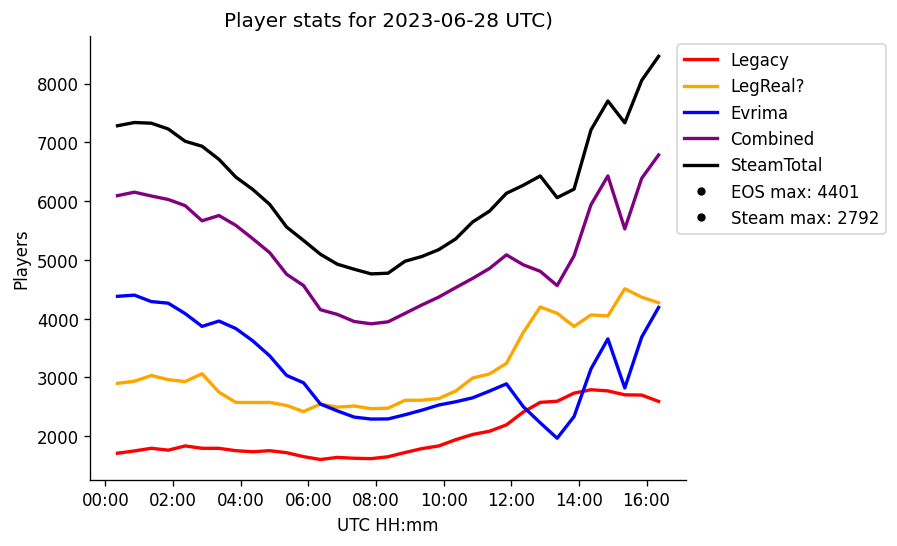 Player stats for 2023-06-28 UTC)
Legacy
LegReal?
Evrima
Combined
SteamTotal
EOS max: 4401
Steam max: 2792
Players
8000
7000
6000
5000
4000
3000
2000
00:00 02:00 04:00 06:00 08:00 10:00 12:00 14:00 16:00
UTC HH:mm